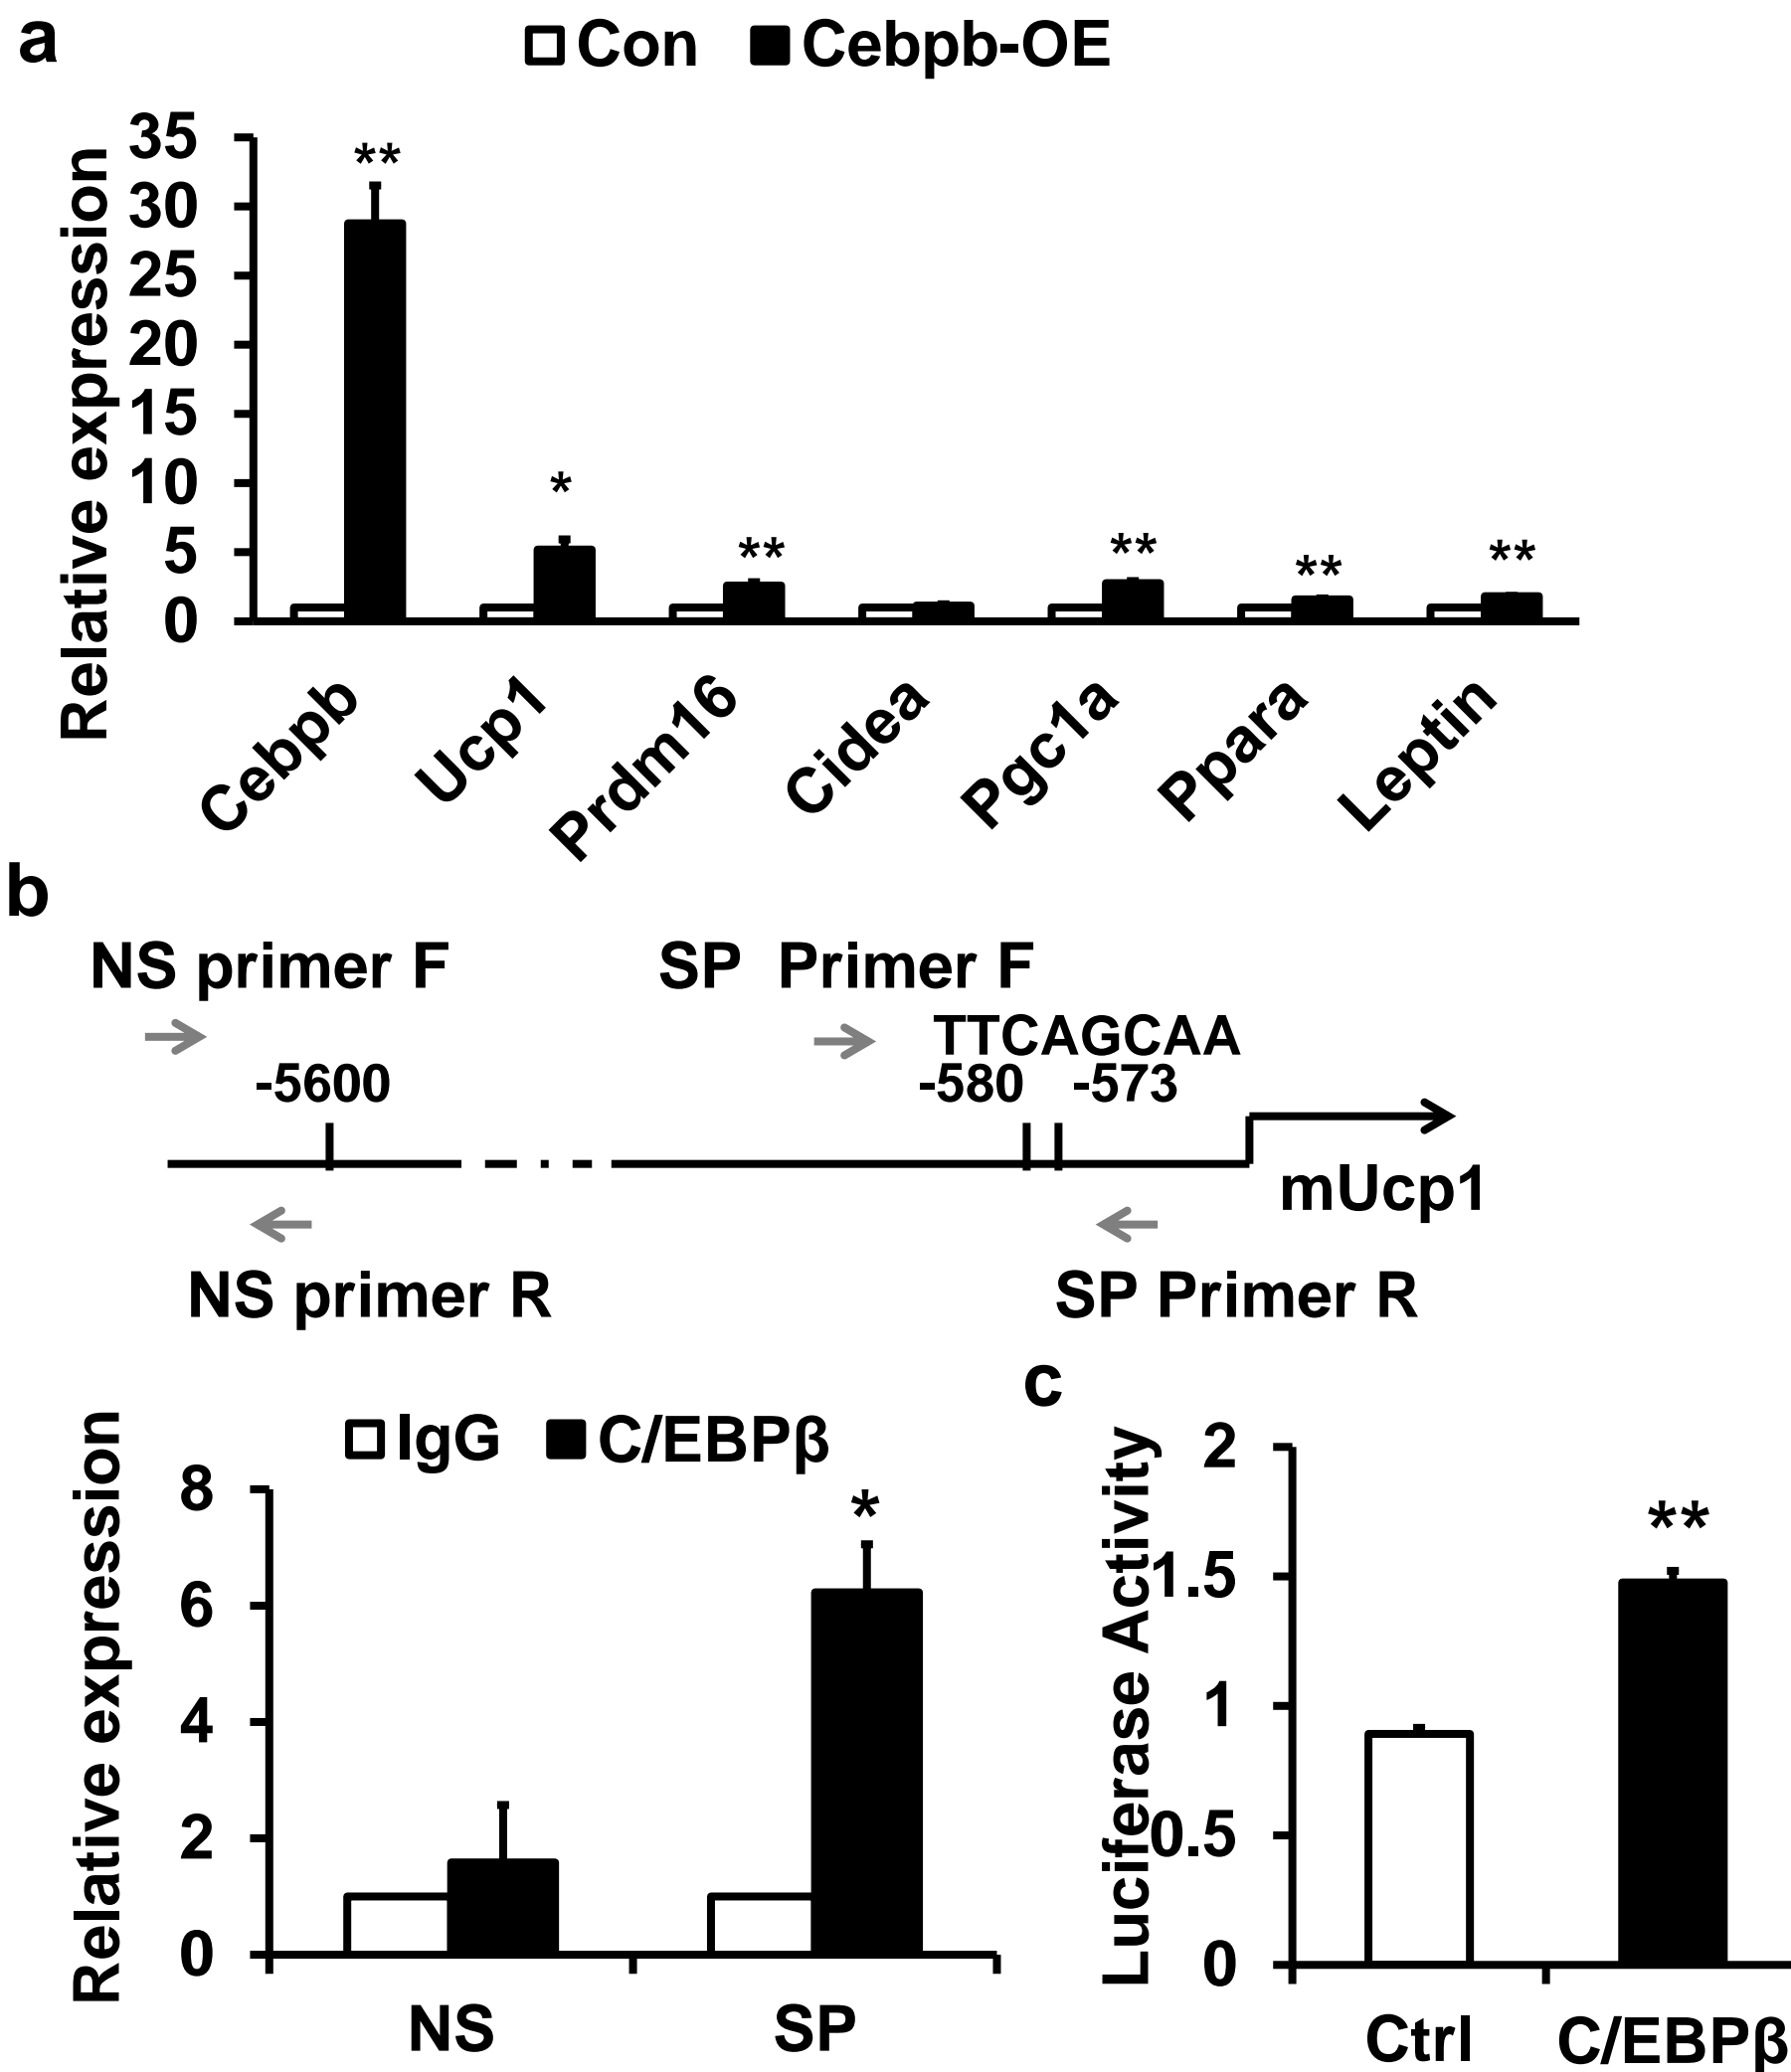 a
Con Cebpb-OE
Relative expression
35
30
25
20
15
10
5
0
**
*
**
**
**
**
Cebpb
Ucp1
Prdm16
Cidea
Pgc1a
Ppara
Leptin
b
NS primer F
SP Primer F
TTCAGCAA
-5600
-580
-573
mUcp1
NS primer R
SP Primer R
IgG C/EBPβ
Relative expression
8
6
4
2
0
*
NS
SP
c
Luciferase Activity
2
1.5
1
0.5
0
**
Ctrl
C/EBPβ